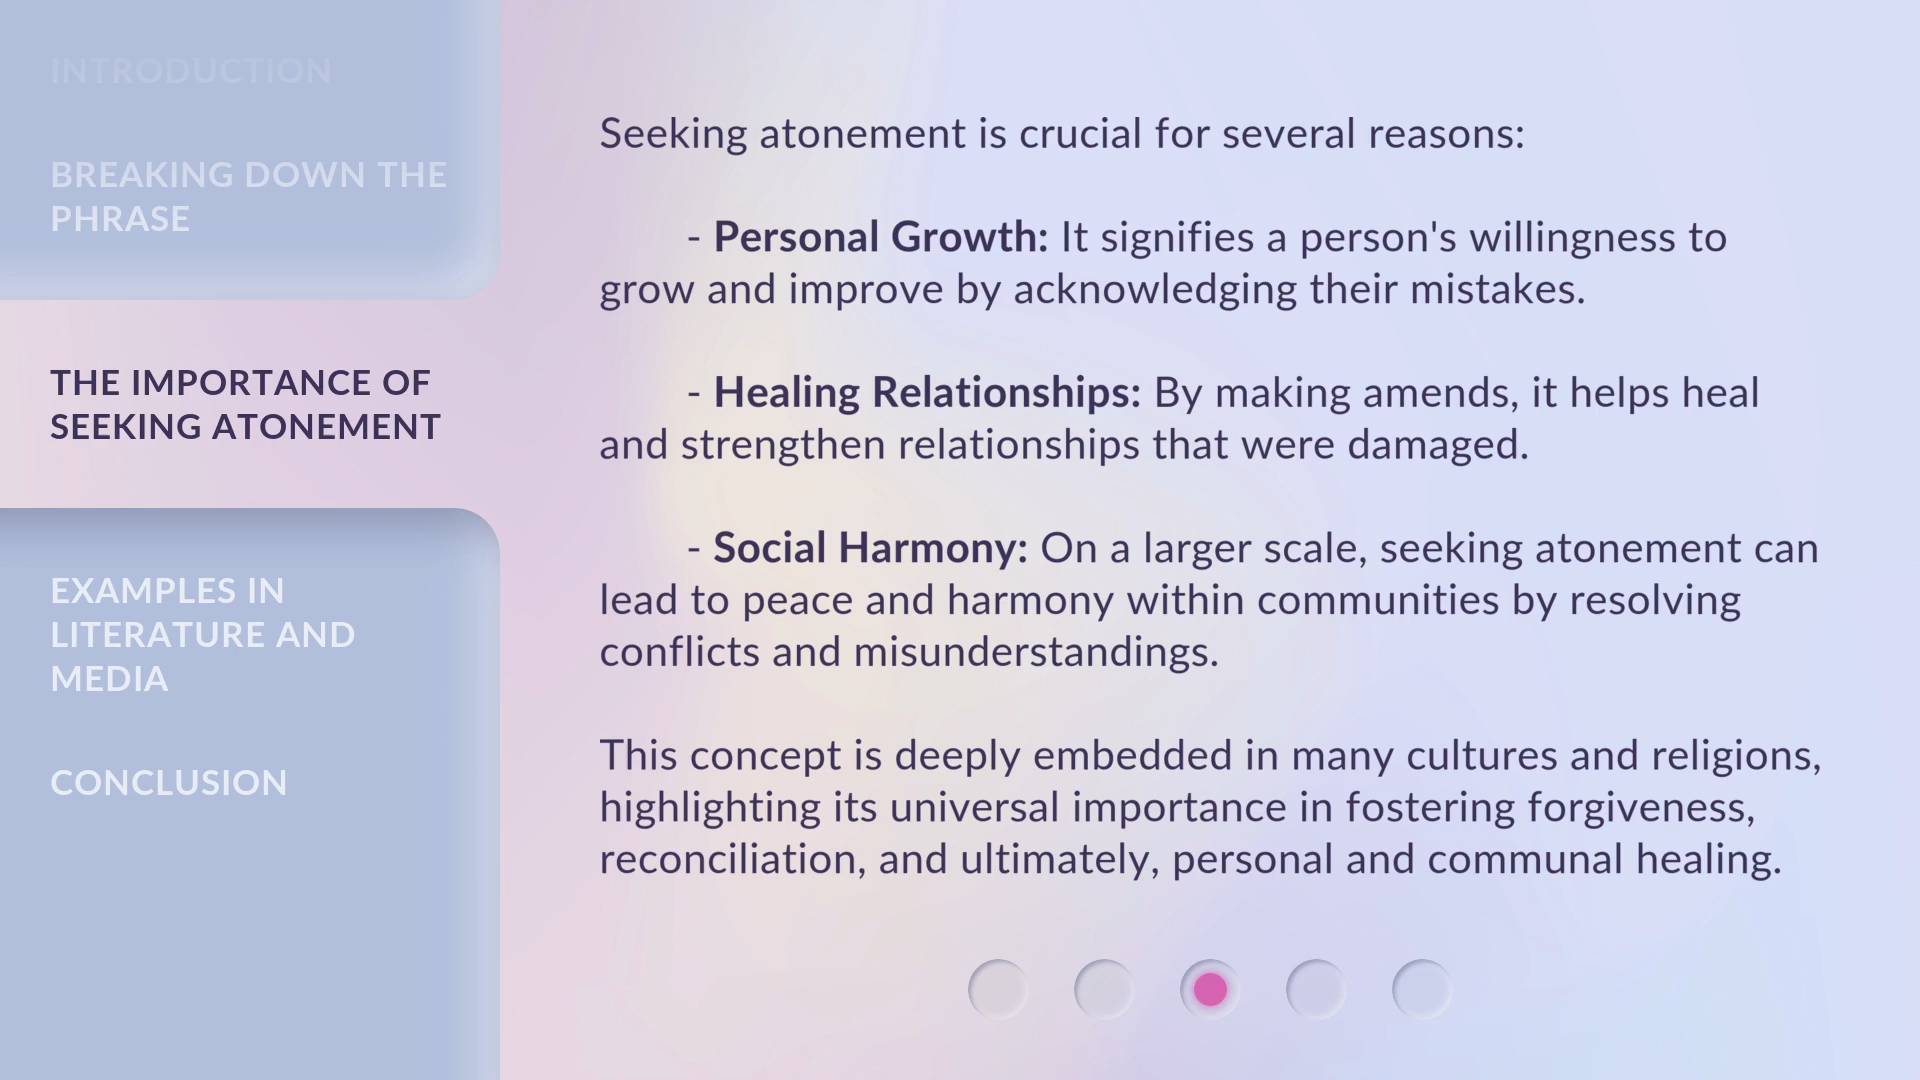 INTRODUCTION
BREAKING DOWN THE
PHRASE
THE IMPORTANCE OF
SEEKING ATONEMENT
EXAMPLES IN
LITERATURE AND
MEDIA
CONCLUSION
Seeking atonement is crucial for several reasons:
- Personal Growth: It signifies a person's willingness to
grow and improve by acknowledging their mistakes.
- Healing Relationships: By making amends, it helps heal
and strengthen relationships that were damaged.
- Social Harmony: On a larger scale, seeking atonement can
lead to peace and harmony within communities by resolving
conflicts and misunderstandings.
This concept is deeply embedded in many cultures and religions,
highlighting its universal importance in fostering forgiveness,
reconciliation, and ultimately, personal and communal healing.